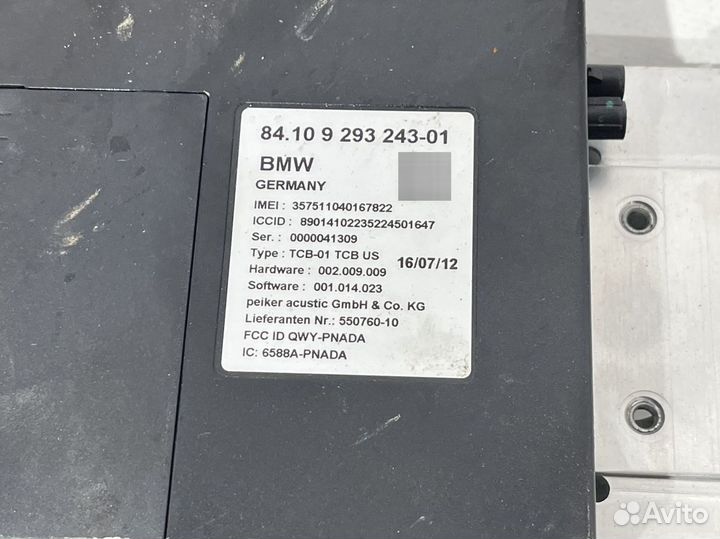 84.10 9 293 243-01
BMW
GERMANY
IMEI : 357511040167822
ICCID : 89014102235224501647
Ser. : 0000041309
Type : TCB-01 TCB US
16/07/12
Hardware : 002.009.009
Software : 001.014.023
peiker acustic GmbH & Co. KG
Lieferanten Nr.: 550760-10
FCC ID QWY-PNADA
IC: 6588A-PNADA
Avito